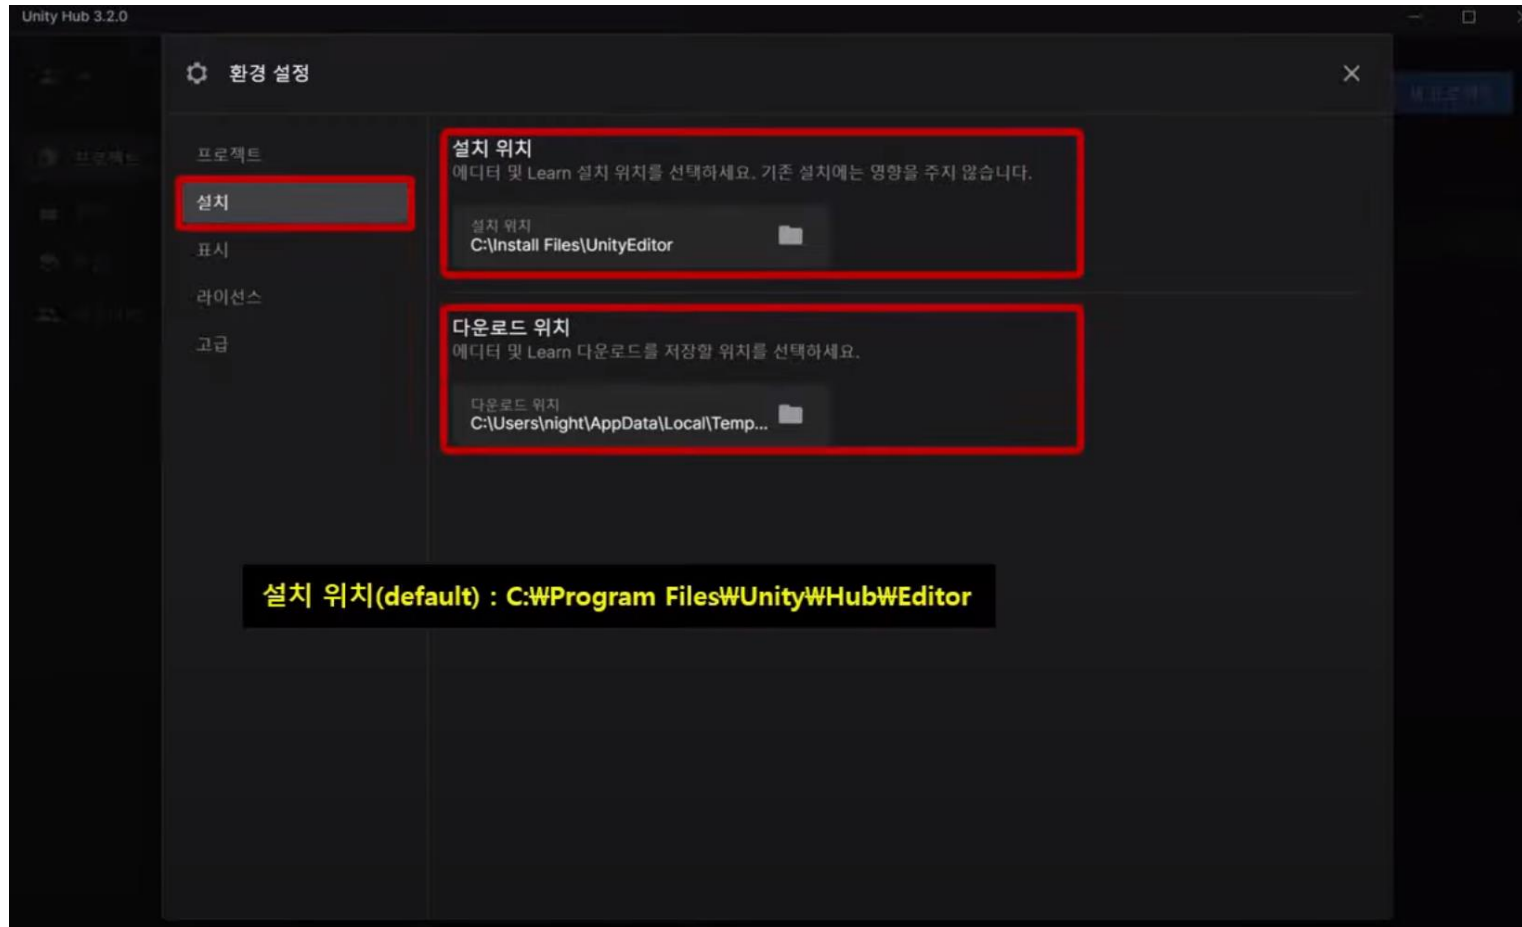 Unity Hub 3.2.0
환경 설정
프로젝트
프로젝트
설치
표시
라이선스
고급
설치 위치
에디터 및 Learn 설치 위치를 선택하세요. 기존 설치에는 영향을 주지 않습니다.
설치 위치
C:\Install Files\UnityEditor
다운로드 위치
에디터 및 Learn 다운로드를 저장할 위치를 선택하세요.
다운로드 위치
C:\Users\night\AppData\Local\Temp...
설치 위치(default) : C:₩Program Files₩Unity₩Hub₩Editor